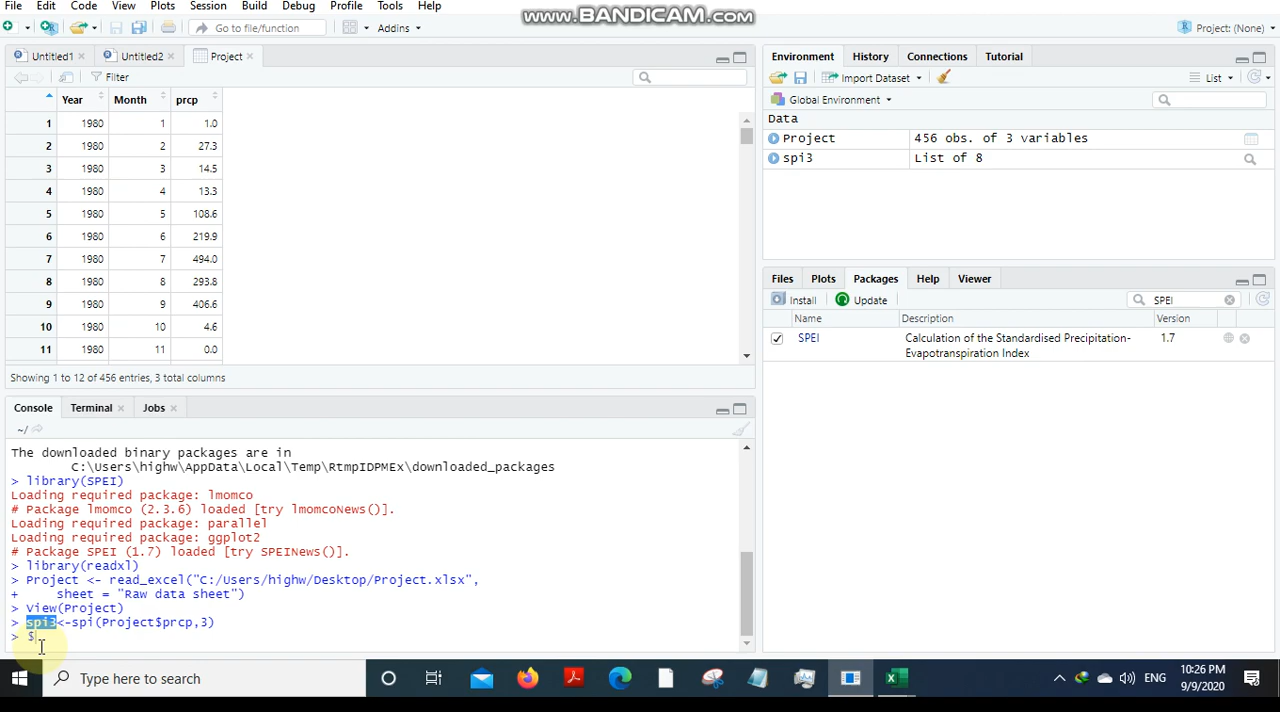 File Edit Code View Plots Session Build Debug Profile Tools Help
www.BANDICAM.com
Go to file/function Addins Project: (None)
Untitled1 Untitled2 Project
Filter
Year Month prcp
1 1980 1 1.0
2 1980 2 27.3
3 1980 3 14.5
4 1980 4 13.3
5 1980 5 108.6
6 1980 6 219.9
7 1980 7 494.0
8 1980 8 293.8
9 1980 9 406.6
10 1980 10 4.6
11 1980 11 0.0
Showing 1 to 12 of 456 entries, 3 total columns
Console Terminal Jobs
~/
The downloaded binary packages are in
C:\Users\highw\AppData\Local\Temp\RtmpIDPMEx\downloaded_packages
> library(SPEI)
Loading required package: lmomco
# Package lmomco (2.3.6) loaded [try lmomcoNews()].
Loading required package: parallel
Loading required package: ggplot2
# Package SPEI (1.7) loaded [try SPEINews()].
> library(readxl)
> Project <- read_excel("C:/Users/highw/Desktop/Project.xlsx",
+     sheet = "Raw data sheet")
> View(Project)
> spi3<-spi(Project$prcp,3)
> $
Environment History Connections Tutorial
Import Dataset List
Global Environment
Data
Project 456 obs. of 3 variables
spi3 List of 8
Files Plots Packages Help Viewer
Install Update SPEI
Name Description Version
SPEI Calculation of the Standardised Precipitation- 1.7
Evapotranspiration Index
Type here to search
ENG
10:26 PM
9/9/2020